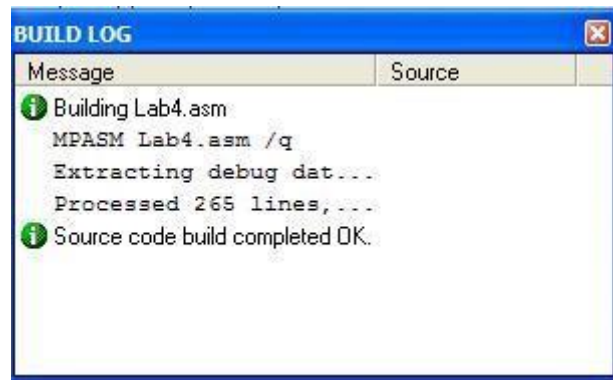 BUILD LOG
Message Source
Building Lab4.asm
MPASM Lab4.asm /q
Extracting debug dat...
Processed 265 lines,...
Source code build completed OK.